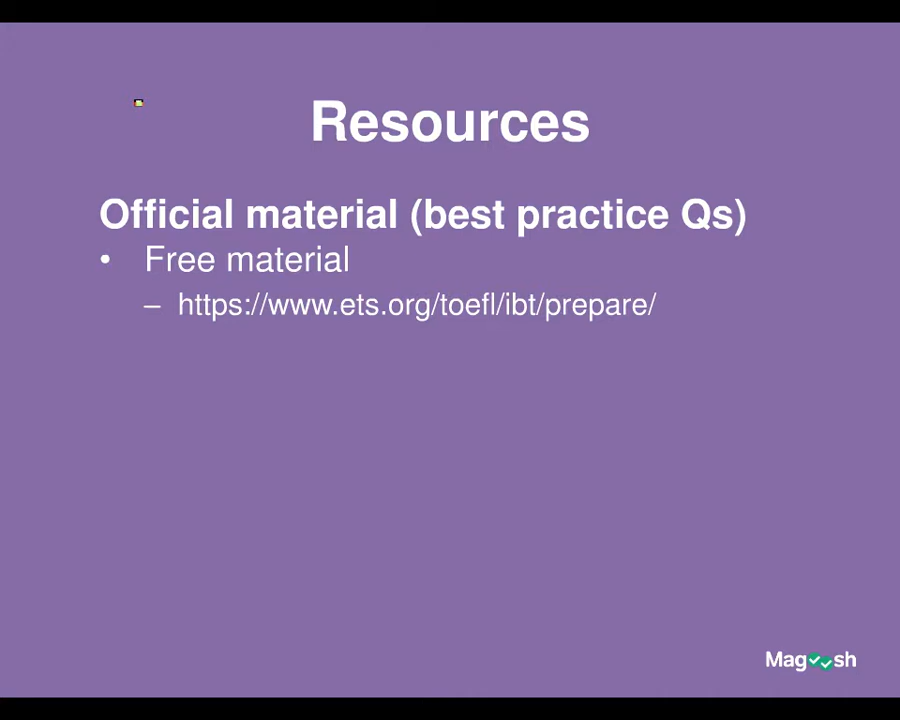 Resources
Official material (best practice Qs)
• Free material
– https://www.ets.org/toefl/ibt/prepare/
Magoosh